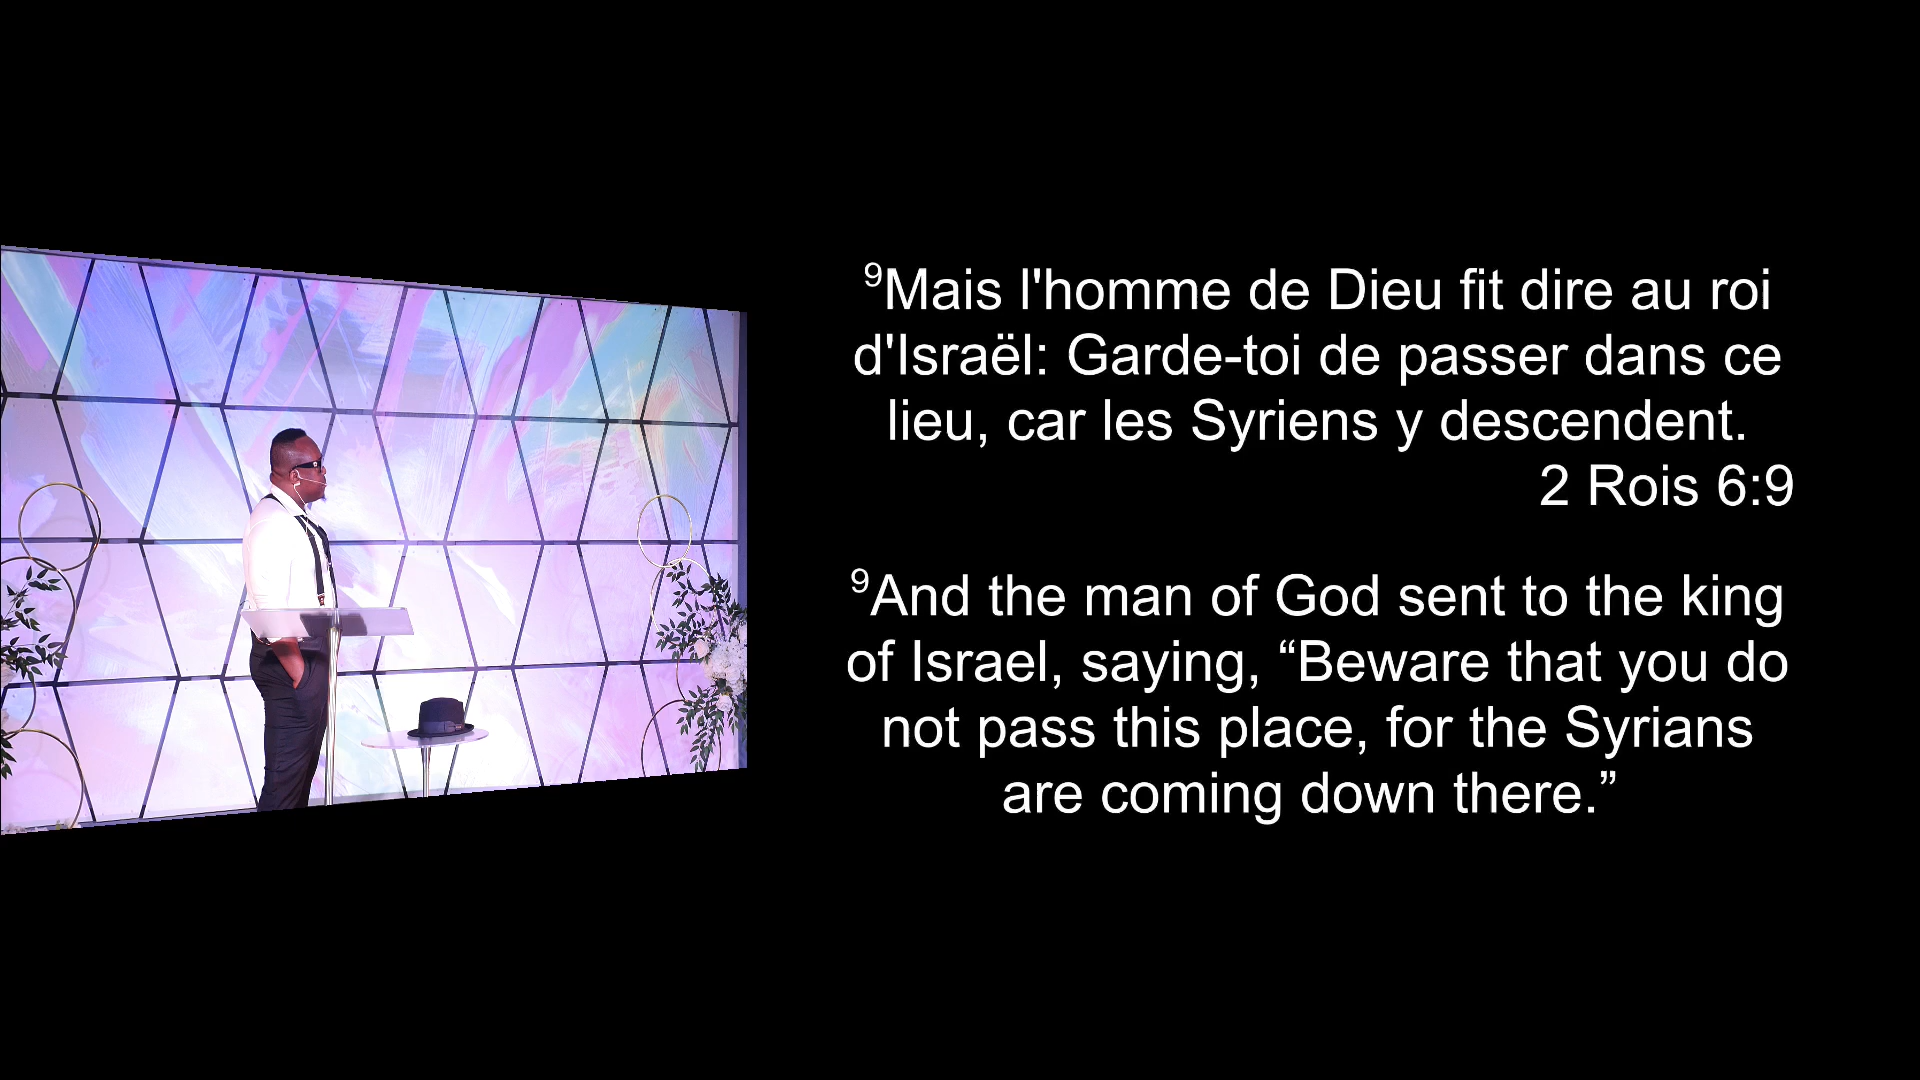 ⁹Mais l'homme de Dieu fit dire au roi
d'Israël: Garde-toi de passer dans ce
lieu, car les Syriens y descendent.
2 Rois 6:9
⁹And the man of God sent to the king
of Israel, saying, “Beware that you do
not pass this place, for the Syrians
are coming down there.”